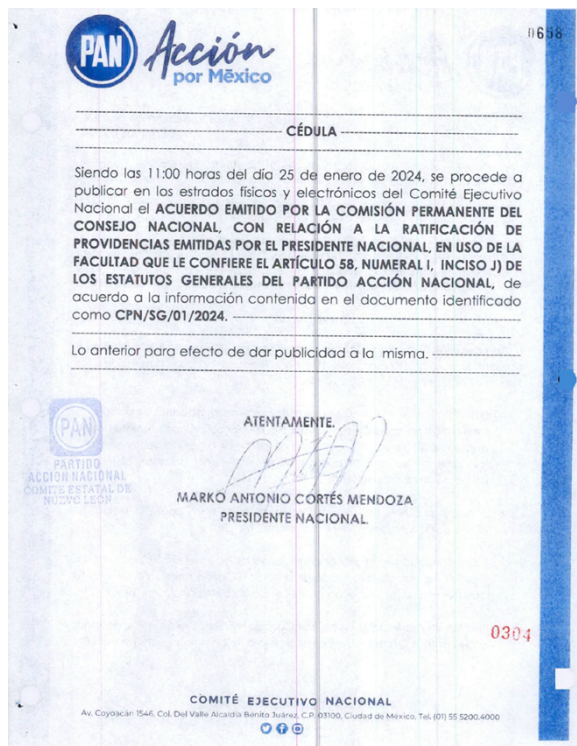 PAN
Acción
por México
0658
CÉDULA
Siendo las 11:00 horas del día 25 de enero de 2024, se procede a
publicar en los estrados físicos y electrónicos del Comité Ejecutivo
Nacional el ACUERDO EMITIDO POR LA COMISIÓN PERMANENTE DEL
CONSEJO NACIONAL, CON RELACIÓN A LA RATIFICACIÓN DE
PROVIDENCIAS EMITIDAS POR EL PRESIDENTE NACIONAL, EN USO DE LA
FACULTAD QUE LE CONFIERE EL ARTÍCULO 58, NUMERAL I, INCISO J) DE
LOS ESTATUTOS GENERALES DEL PARTIDO ACCIÓN NACIONAL, de
acuerdo a la información contenida en el documento identificado
como CPN/SG/01/2024.
Lo anterior para efecto de dar publicidad a la misma.
ATENTAMENTE.
PAN
PARTIDO
ACCION NACIONAL
COMITE ESTATAL DE
NUEVO LEÓN
MARKO ANTONIO CORTÉS MENDOZA
PRESIDENTE NACIONAL.
0304
COMITÉ EJECUTIVO NACIONAL
Av. Coyoacán 1546, Col. Del Valle Alcaldía Benito Juárez, C.P. 03100, Ciudad de México, Tel. (01) 55 5200.4000